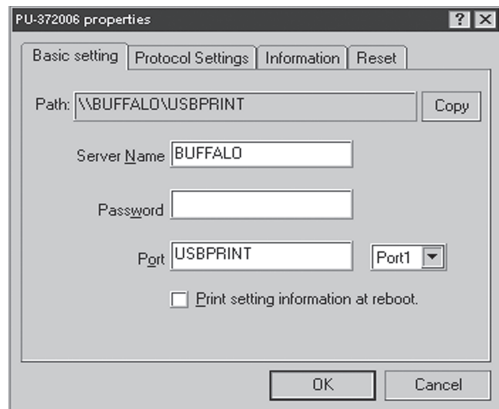 PU-372006 properties
Basic setting Protocol Settings Information Reset
Path: \\BUFFALO\USBPRINT Copy
Server Name BUFFALO
Password
Port USBPRINT Port1
Print setting information at reboot.
OK Cancel